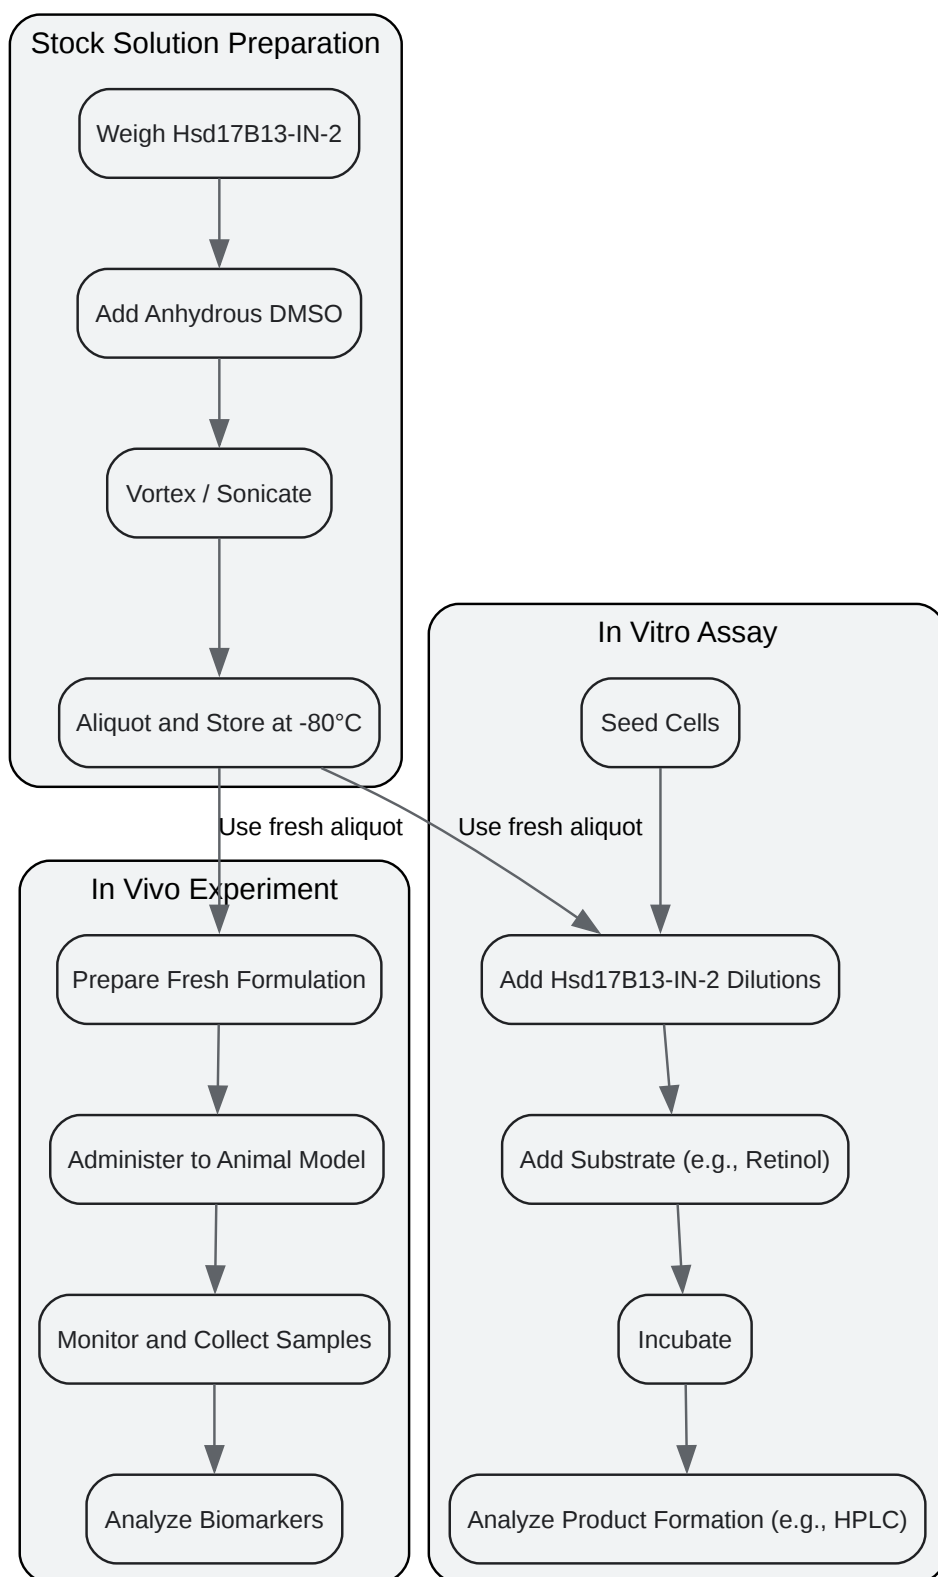 Stock Solution Preparation
Weigh Hsd17B13-IN-2
Add Anhydrous DMSO
Vortex / Sonicate
Aliquot and Store at -80°C
Use fresh aliquot
Use fresh aliquot
In Vivo Experiment
Prepare Fresh Formulation
Administer to Animal Model
Monitor and Collect Samples
Analyze Biomarkers
In Vitro Assay
Seed Cells
Add Hsd17B13-IN-2 Dilutions
Add Substrate (e.g., Retinol)
Incubate
Analyze Product Formation (e.g., HPLC)